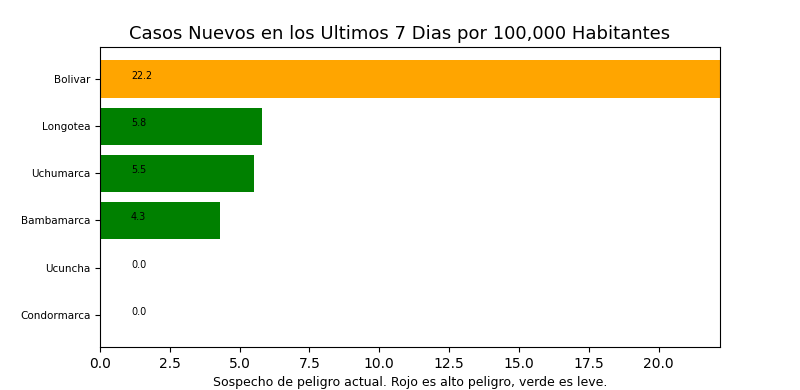 Casos Nuevos en los Ultimos 7 Dias por 100,000 Habitantes
Bolivar 22.2
Longotea 5.8
Uchumarca 5.5
Bambamarca 4.3
Ucuncha 0.0
Condormarca 0.0
0.0 2.5 5.0 7.5 10.0 12.5 15.0 17.5 20.0
Sospecho de peligro actual. Rojo es alto peligro, verde es leve.